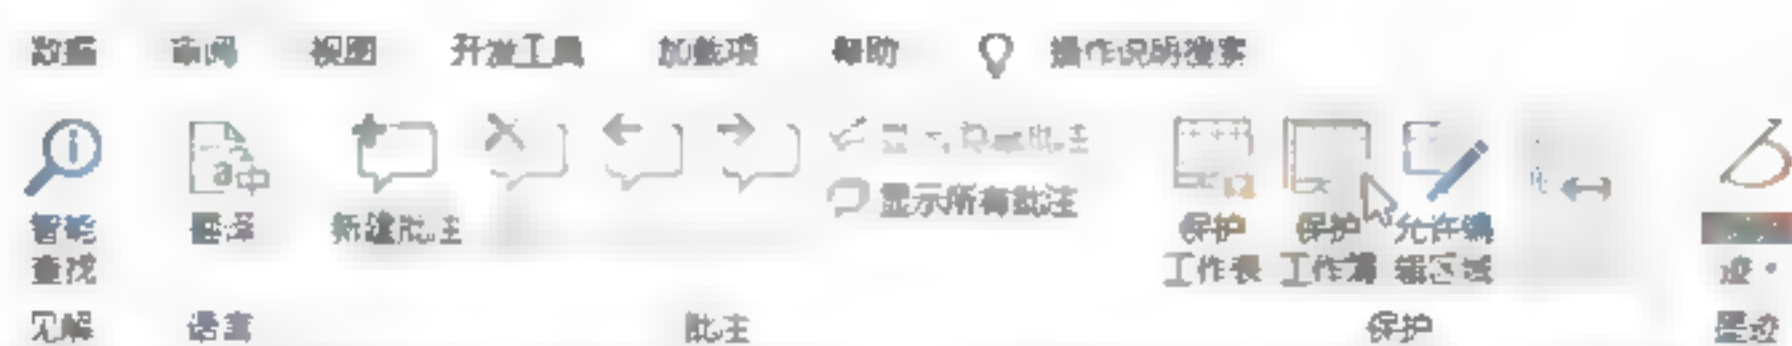 数据 审阅 视图 开发工具 加载项 帮助 操作说明搜索
显示所有批注
智能 翻译 新建批注 保护 保护 允许编
查找 工作表 工作簿 辑区域
见解 语言 批注 保护 墨迹